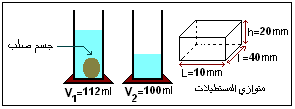 جسم صلب
V1=112ml
V2=100ml
h=20mm
l=40mm
L=10mm
متوازي المستطيلات